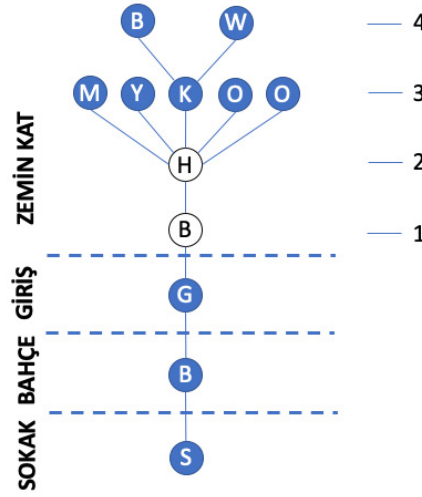 B W 4
M Y K O O 3
H 2
B 1
G
B
S
ZEMİN KAT
GİRİŞ
BAHÇE
SOKAK